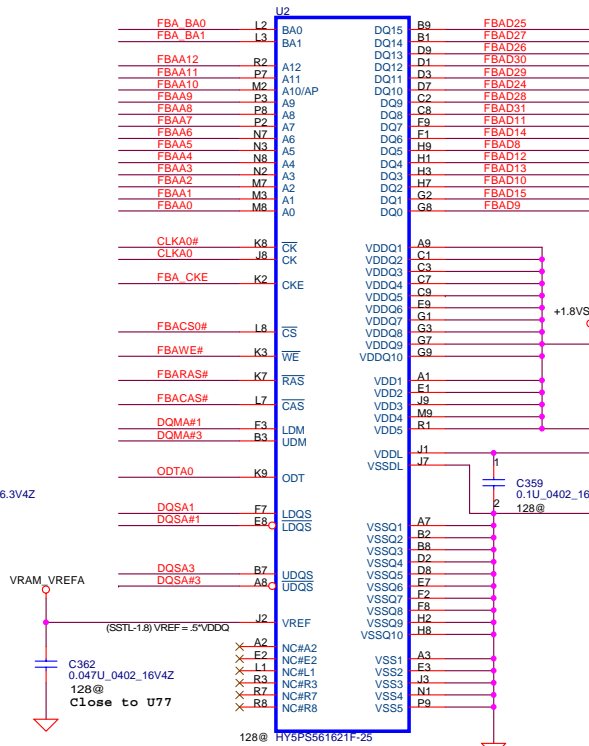 U2
FBA_BA0 L2 BA0 DQ15 B9 FBAD25
FBA_BA1 L3 BA1 DQ14 B1 FBAD27
DQ13 D9 FBAD26
FBAA12 R2 A12 DQ12 D1 FBAD30
FBAA11 P7 A11 DQ11 D3 FBAD29
FBAA10 M2 A10/AP DQ10 D7 FBAD24
FBAA9 P3 A9 DQ9 C2 FBAD28
FBAA8 P8 A8 DQ8 C8 FBAD31
FBAA7 P2 A7 DQ7 F9 FBAD11
FBAA6 N7 A6 DQ6 F1 FBAD14
FBAA5 N3 A5 DQ5 H9 FBAD8
FBAA4 N8 A4 DQ4 H1 FBAD12
FBAA3 N2 A3 DQ3 H3 FBAD13
FBAA2 M7 A2 DQ2 H7 FBAD10
FBAA1 M3 A1 DQ1 G2 FBAD15
FBAA0 M8 A0 DQ0 G8 FBAD9
CLKA0# K8 CK VDDQ1 A9
CLKA0 J8 CK VDDQ2 C1
VDDQ3 C3
FBA_CKE K2 CKE VDDQ4 C7
VDDQ5 C9
VDDQ6 E9
VDDQ7 G1
+1.8VS
FBACS0# L8 CS VDDQ8 G3
VDDQ9 G7
FBAWE# K3 WE VDDQ10 G9
FBARAS# K7 RAS VDD1 A1
VDD2 E1
FBACAS# L7 CAS VDD3 J9
VDD4 M9
DQMA#1 F3 LDM VDD5 R1
DQMA#3 B3 UDM
VDDL J1
VSSDL J7
1
ODTA0 K9 ODT
C359
0.1U_0402_16
6.3V4Z
2
128@
DQSA1 F7 LDQS
DQSA#1 E8 LDQS VSSQ1 A7
VSSQ2 B2
VSSQ3 B8
VSSQ4 D2
DQSA3 B7 UDQS VSSQ5 D8
DQSA#3 A8 UDQS VSSQ6 E7
VRAM_VREFA
VSSQ7 F2
VSSQ8 F8
(SSTL-1.8) VREF = .5*VDDQ J2 VREF VSSQ9 H2
VSSQ10 H8
A2 NC#A2
E2 NC#E2 VSS1 A3
L1 NC#L1 VSS2 E3
R3 NC#R3 VSS3 J3
R7 NC#R7 VSS4 N1
R8 NC#R8 VSS5 P9
C362
0.047U_0402_16V4Z
128@
Close to U77
128@ HY5PS561621F-25